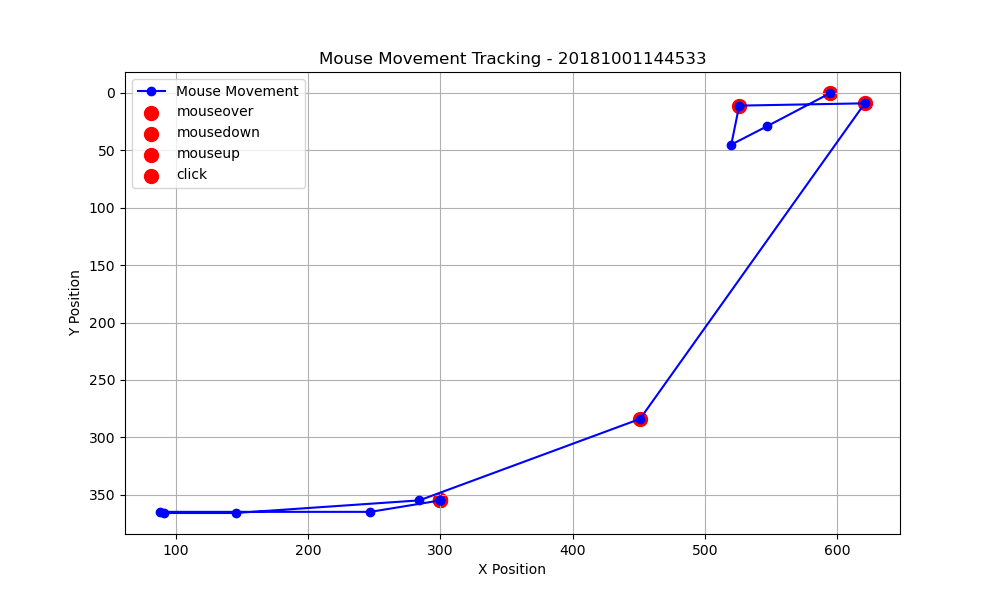 Mouse Movement Tracking - 20181001144533
Mouse Movement
mouseover
mousedown
mouseup
click
0
50
100
150
200
250
300
350
Y Position
100 200 300 400 500 600
X Position